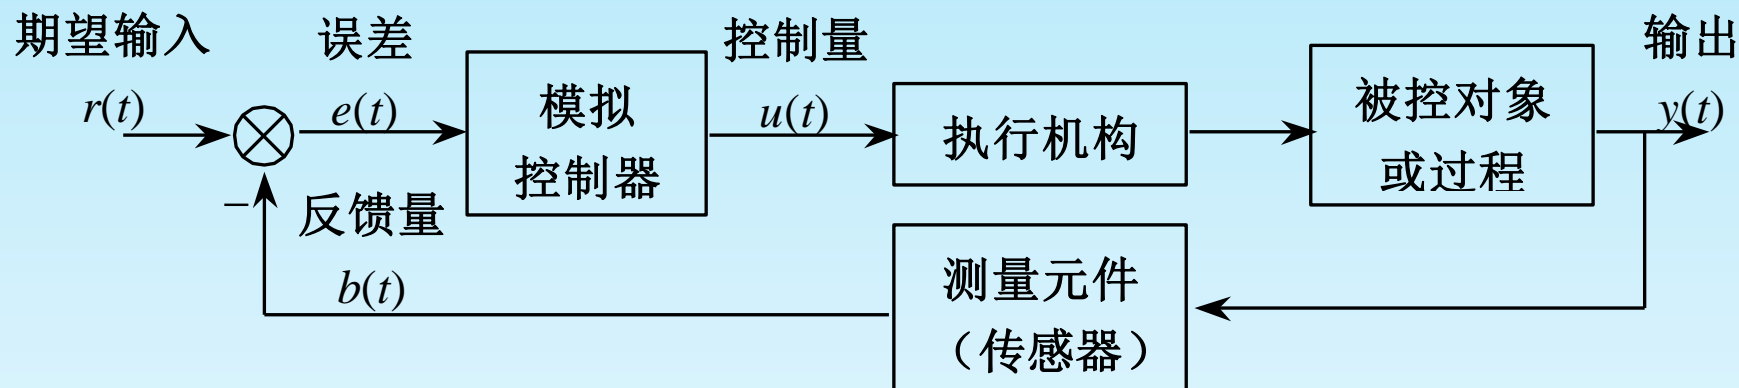 期望输入
误差
控制量
输出
r(t)
e(t)
模拟
控制器
u(t)
执行机构
被控对象
或过程
y(t)
−
反馈量
b(t)
测量元件
（传感器）